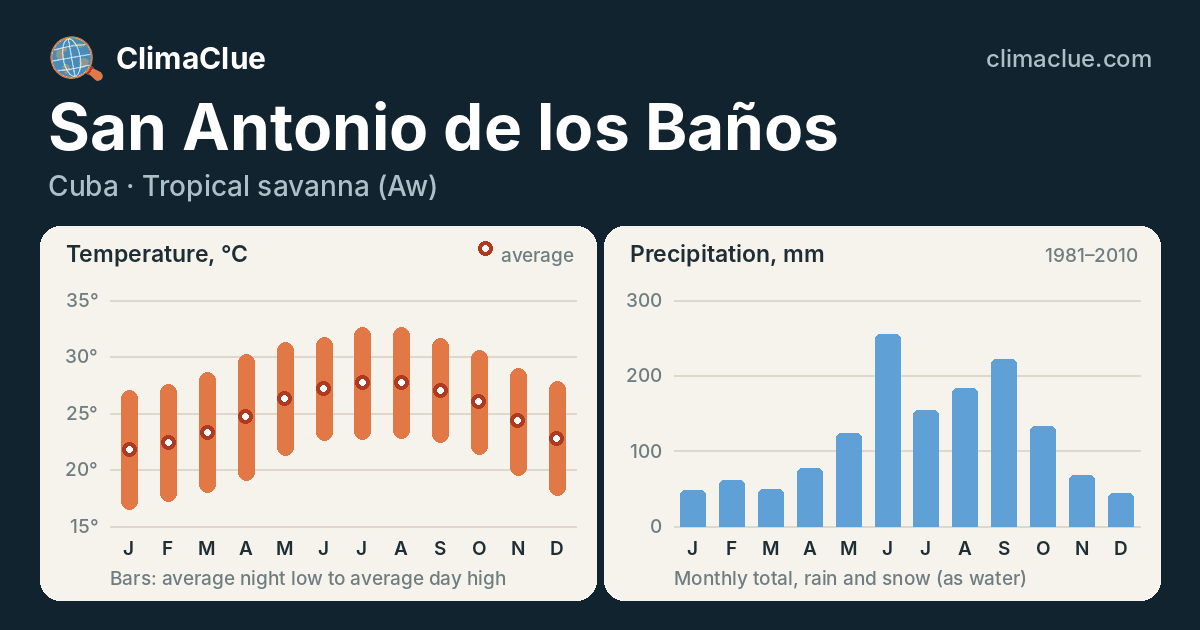 ClimaClue
climaclue.com
San Antonio de los Baños
Cuba · Tropical savanna (Aw)
Temperature, °C
average
35°
30°
25°
20°
15°
J F M A M J J A S O N D
Bars: average night low to average day high
Precipitation, mm
1981–2010
300
200
100
0
J F M A M J J A S O N D
Monthly total, rain and snow (as water)